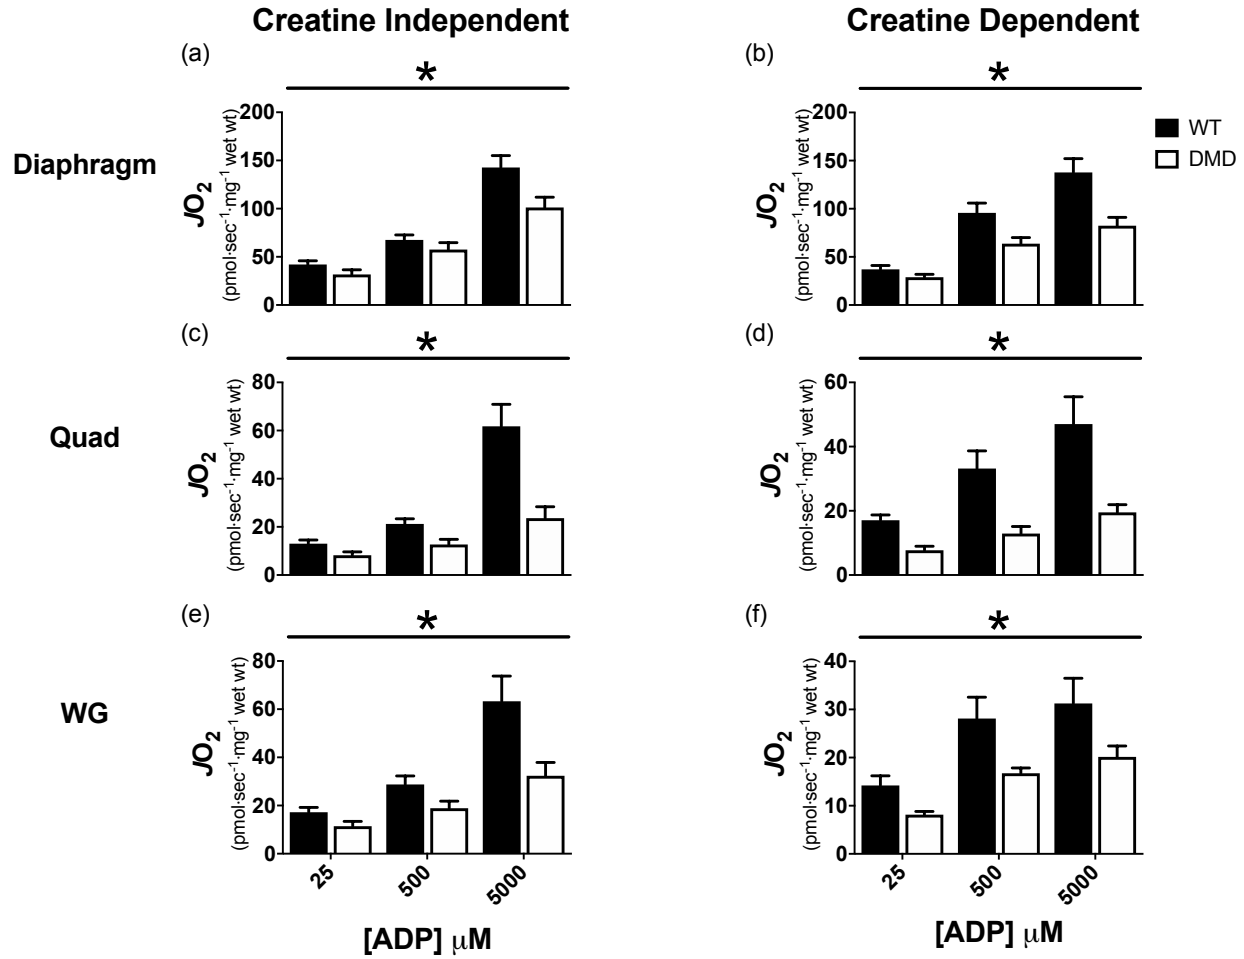 Creatine Independent
Creatine Dependent
(a)
*
(b)
*
WT
DMD
Diaphragm
JO2
(pmol·sec-1·mg-1 wet wt)
200
150
100
50
0
JO2
(pmol·sec-1·mg-1 wet wt)
200
150
100
50
0
(c)
*
(d)
*
Quad
JO2
(pmol·sec-1·mg-1 wet wt)
80
60
40
20
0
JO2
(pmol·sec-1·mg-1 wet wt)
60
40
20
0
(e)
*
(f)
*
WG
JO2
(pmol·sec-1·mg-1 wet wt)
80
60
40
20
0
25
500
5000
[ADP] μM
JO2
(pmol·sec-1·mg-1 wet wt)
40
30
20
10
0
25
500
5000
[ADP] μM